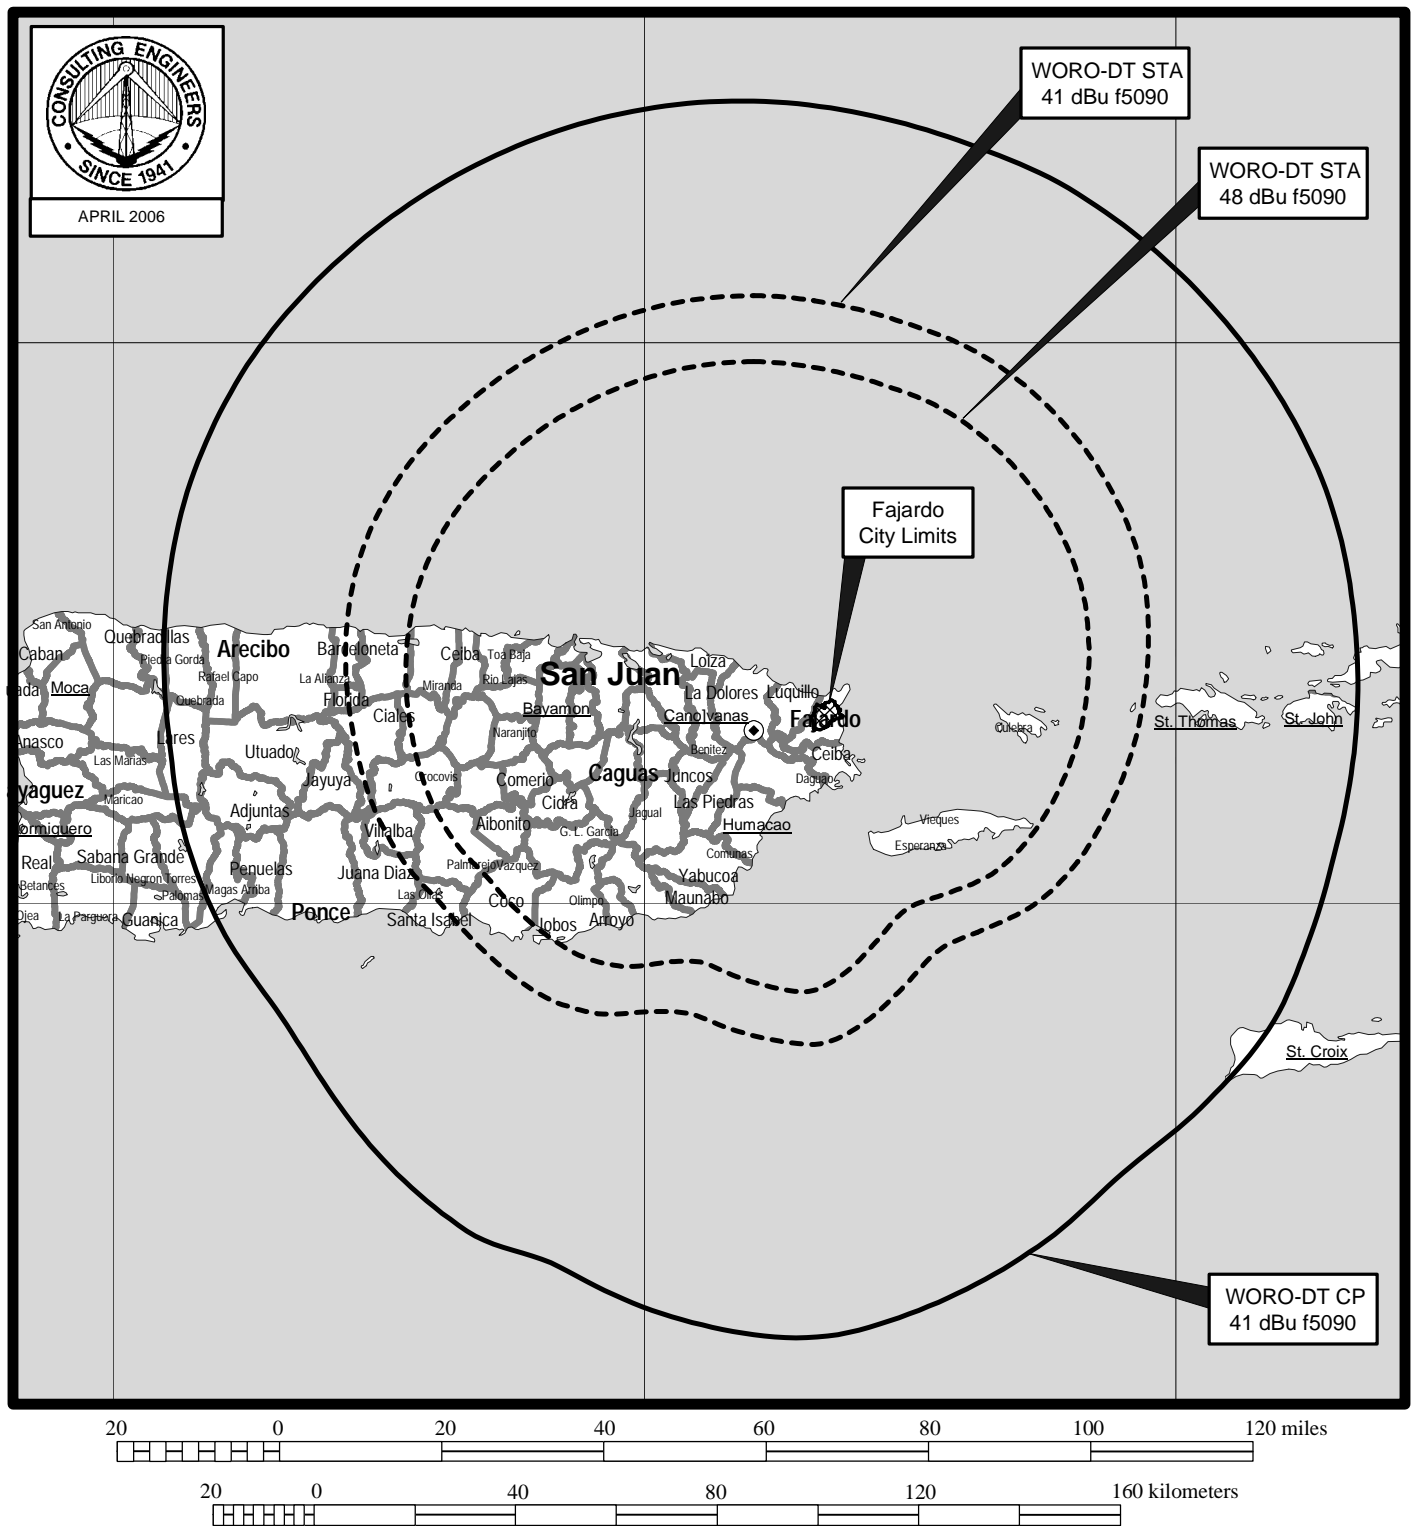 CONSULTING ENGINEERS
SINCE 1941
APRIL 2006
WORO-DT STA
41 dBu f5090
WORO-DT STA
48 dBu f5090
Fajardo
City Limits
San Antonio
Quebradillas
Caban
Piedra Gorda
Arecibo
Barceloneta
Ceiba
Toa Baja
San Juan
Loiza
Moca
Rafael Capo
La Alianza
Miranda
Rio Lajas
La Dolores
Luquillo
Quebrada
Florida
Ciales
Bayamon
Canolvanas
Fajardo
Anasco
Lares
Utuado
Naranjito
Benitez
Ceiba
Culebra
St. Thomas
St. John
Las Marias
Jayuya
Orocovis
Comerio
Caguas
Juncos
Daguao
yaguez
Maricao
Adjuntas
Cidra
Jagual
Las Piedras
ormiquero
Villalba
Aibonito
G. L. Garcia
Humacao
Vieques
Esperanza
Real
Sabana Grande
Penuelas
Juana Diaz
Palmarejo
Vazquez
Comunas
Betances
Liborio Negron Torres
Palomas
Magas Arriba
Las Ollas
Coco
Olimpo
Yabucoa
Maunabo
Ojea
La Parguera
Guanica
Ponce
Santa Isabel
Jobos
Arroyo
St. Croix
WORO-DT CP
41 dBu f5090
20 0 20 40 60 80 100 120 miles
20 0 40 80 120 160 kilometers